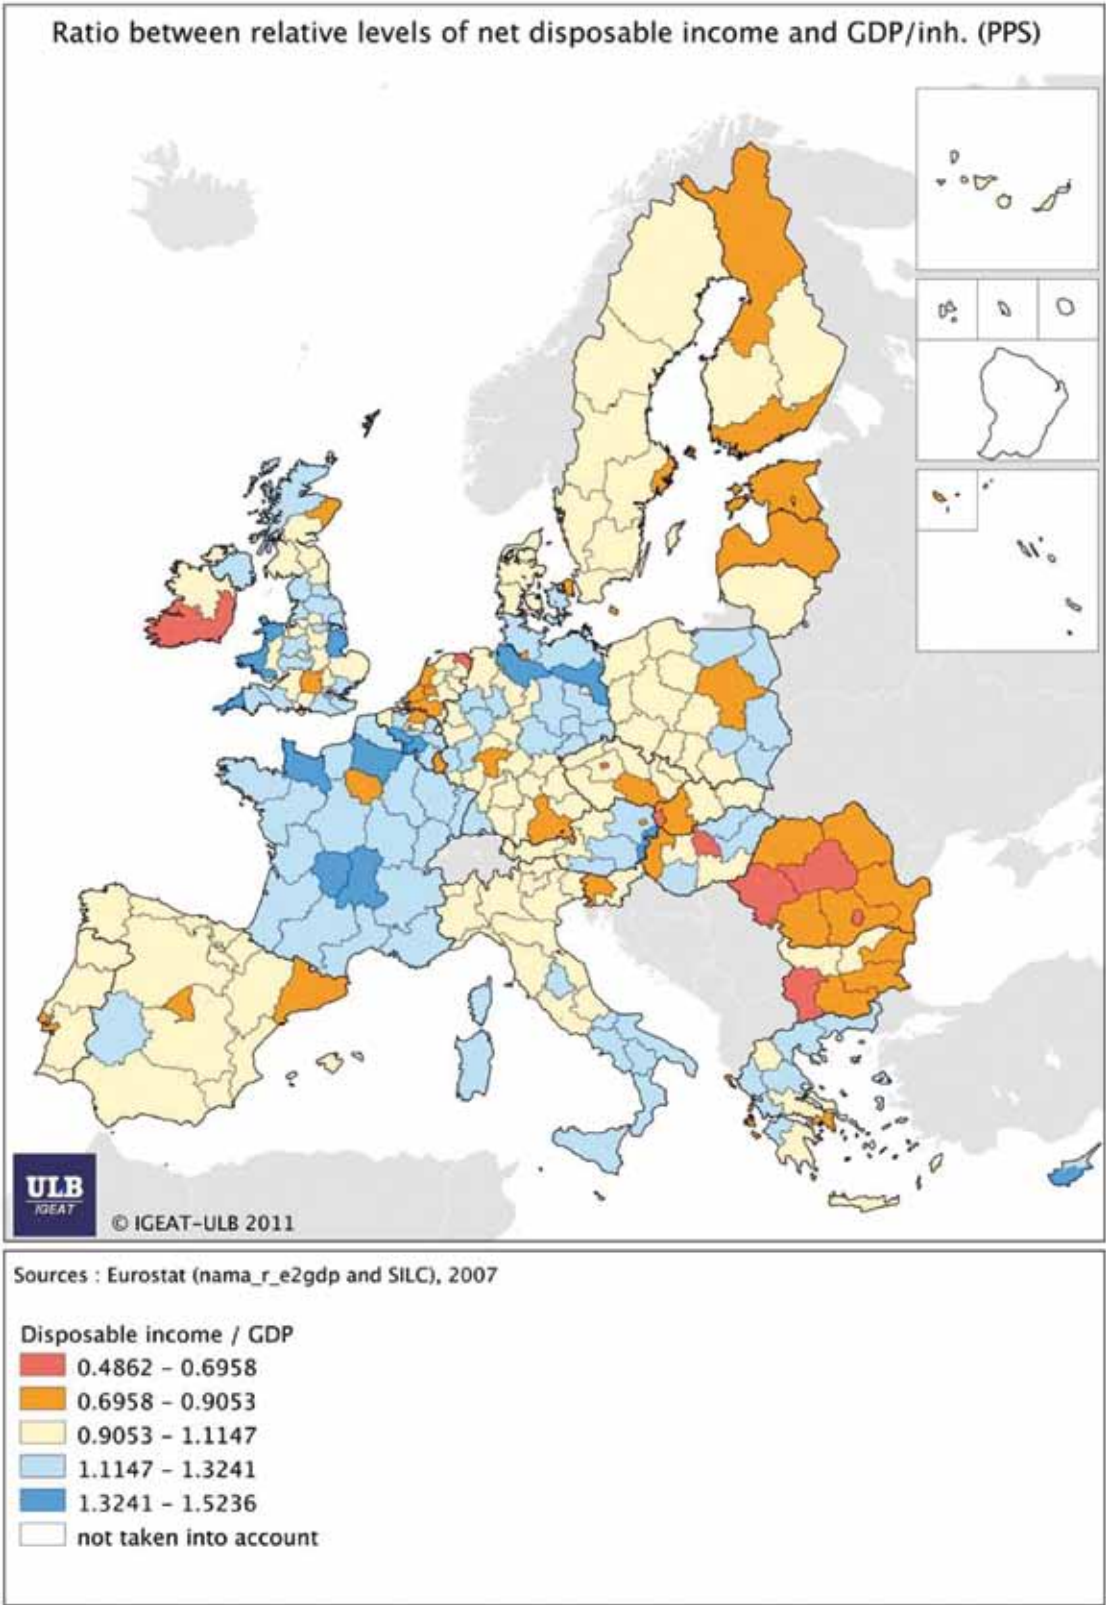 Ratio between relative levels of net disposable income and GDP/inh. (PPS)
ULB
IGEAT
© IGEAT-ULB 2011
Sources : Eurostat (nama_r_e2gdp and SILC), 2007
Disposable income / GDP
0.4862 - 0.6958
0.6958 - 0.9053
0.9053 - 1.1147
1.1147 - 1.3241
1.3241 - 1.5236
not taken into account